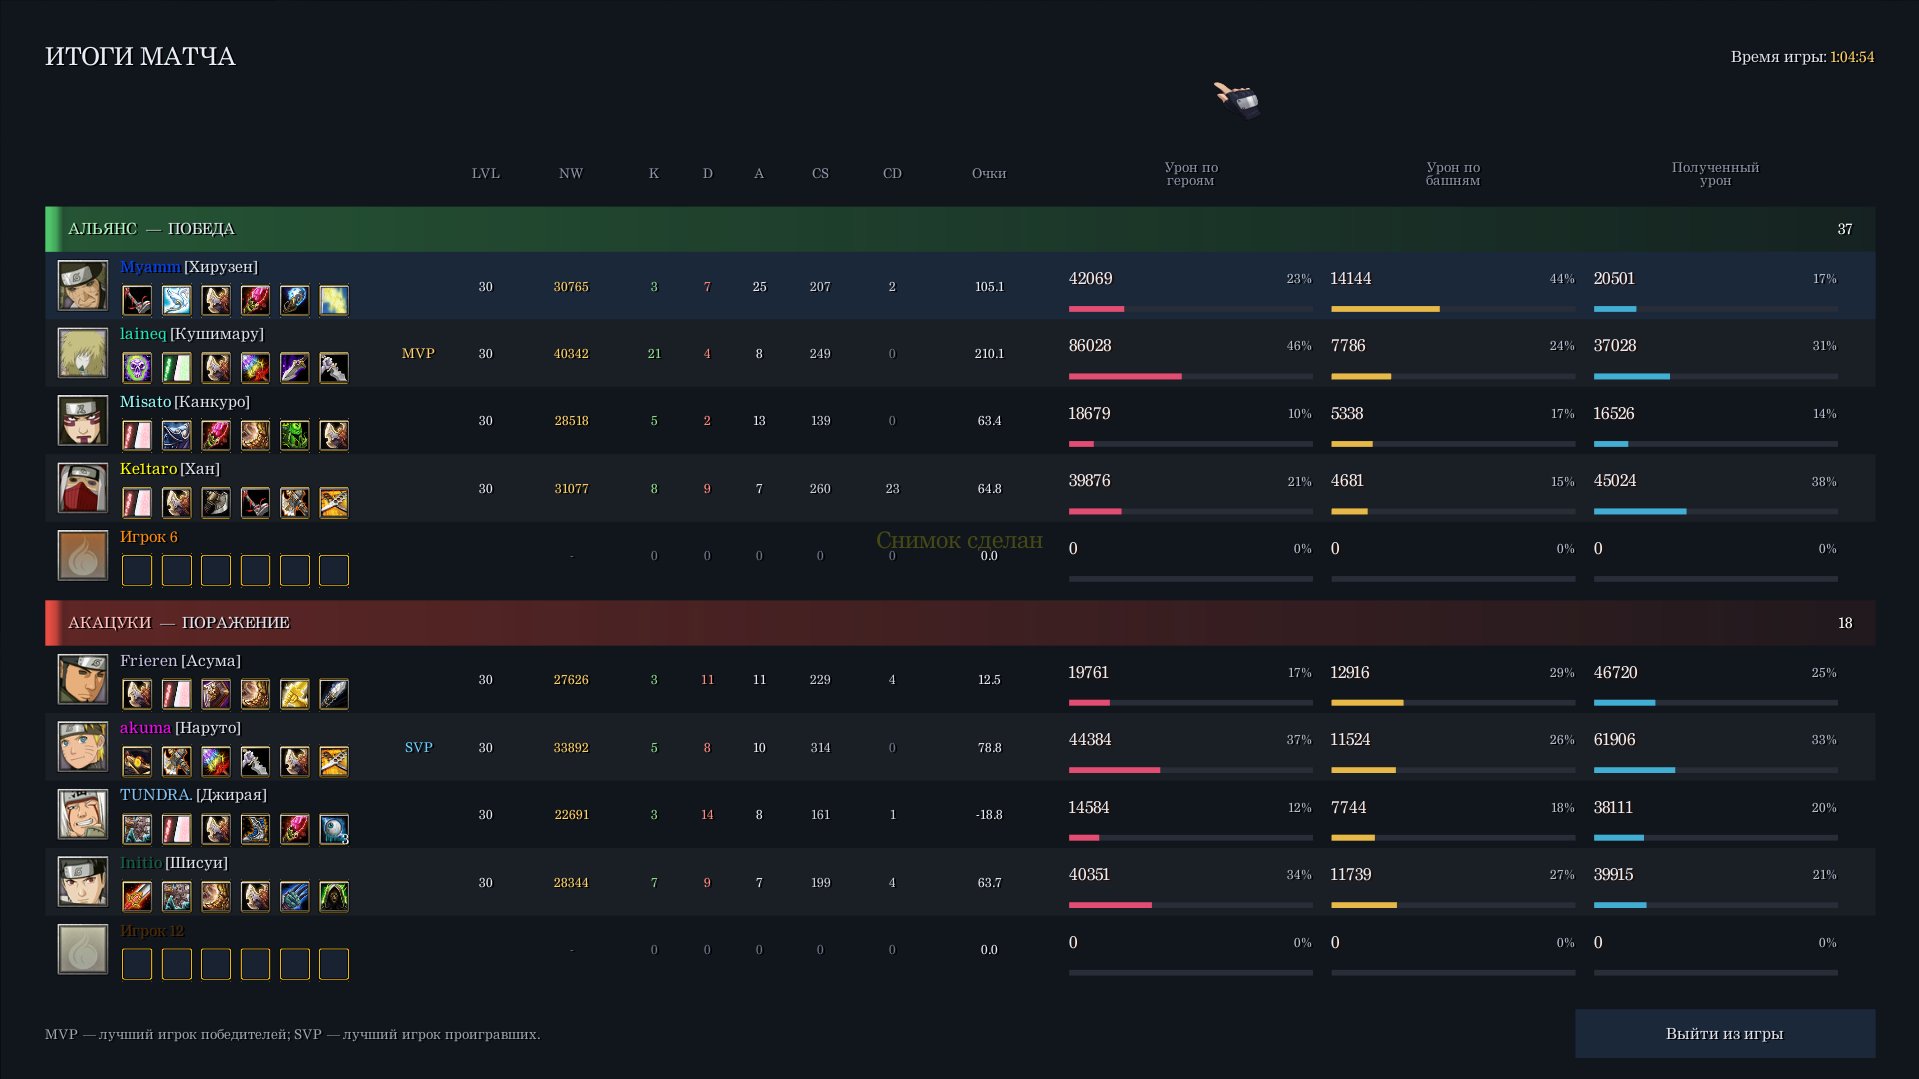 ИТОГИ МАТЧА
Время игры: 1:04:54
LVL NW K D A CS CD Очки Урон по героям Урон по башням Полученный урон
АЛЬЯНС — ПОБЕДА 37
Myamm [Хирузен]
30 30765 3 7 25 207 2 105.1 42069 23% 14144 44% 20501 17%
laineq [Кушимару]
MVP 30 40342 21 4 8 249 0 210.1 86028 46% 7786 24% 37028 31%
Misato [Канкуро]
30 28518 5 2 13 139 0 63.4 18679 10% 5338 17% 16526 14%
Ke1taro [Хан]
30 31077 8 9 7 260 23 64.8 39876 21% 4681 15% 45024 38%
Игрок 6
Снимок сделан
- 0 0 0 0 0 0.0 0 0% 0 0% 0 0%
АКАЦУКИ — ПОРАЖЕНИЕ 18
Frieren [Асума]
30 27626 3 11 11 229 4 12.5 19761 17% 12916 29% 46720 25%
akuma [Наруто]
SVP 30 33892 5 8 10 314 0 78.8 44384 37% 11524 26% 61906 33%
TUNDRA. [Джирая]
3 30 22691 3 14 8 161 1 -18.8 14584 12% 7744 18% 38111 20%
Initio [Шисуи]
30 28344 7 9 7 199 4 63.7 40351 34% 11739 27% 39915 21%
Игрок 12
- 0 0 0 0 0 0.0 0 0% 0 0% 0 0%
MVP — лучший игрок победителей; SVP — лучший игрок проигравших.
Выйти из игры